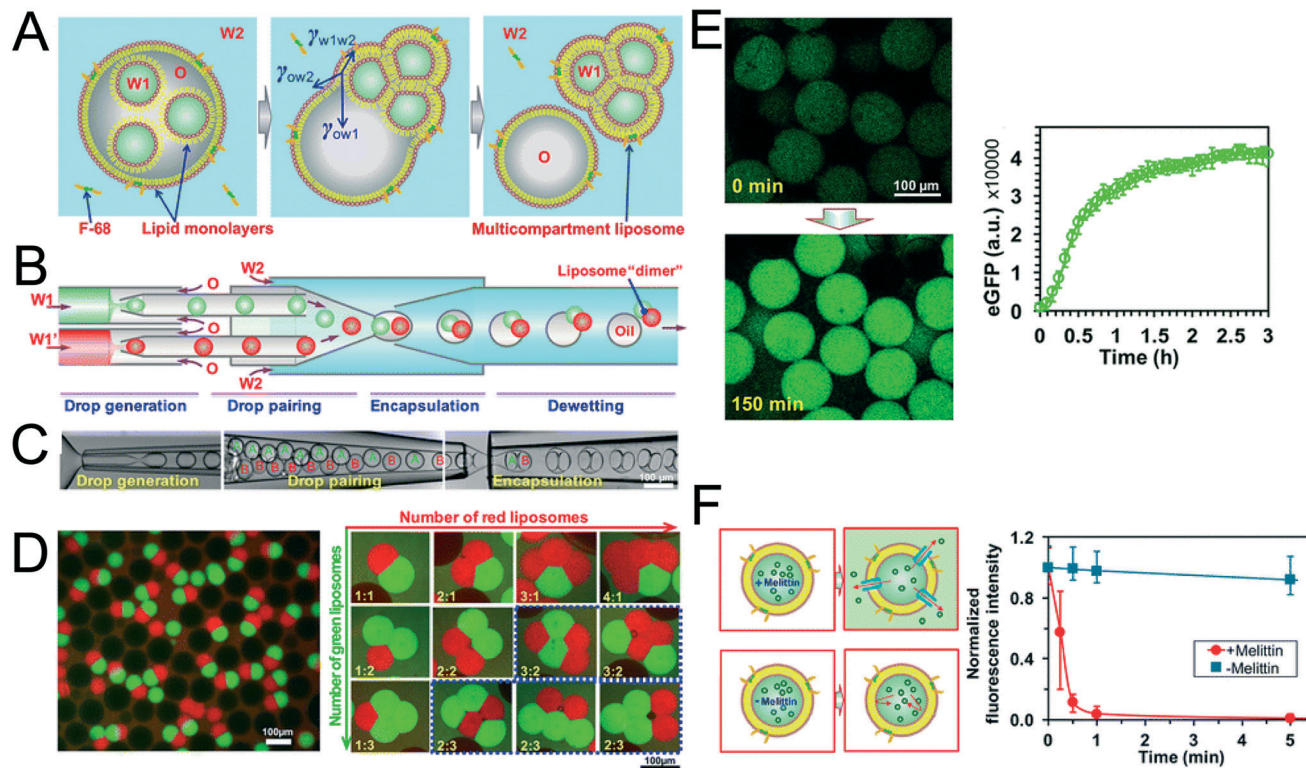 A
W2
W1
O
F-68
Lipid monolayers
γw1w2
γow2
γow1
W2
W1
O
Multicompartment liposome
B
W1
W1'
O
O
O
W2
W2
Oil
Liposome"dimer"
Drop generation
Drop pairing
Encapsulation
Dewetting
C
A A A A A A A A B
B B B B B B B B B
A B
Drop generation
Drop pairing
Encapsulation
100 µm
D
100µm
Number of red liposomes
Number of green liposomes
1:1
2:1
3:1
4:1
1:2
2:2
3:2
3:2
1:3
2:3
2:3
2:3
100µm
E
0 min
100 µm
150 min
eGFP (a.u.) ×10000
4
3
2
1
0
0 0.5 1 1.5 2 2.5 3
Time (h)
F
+Melittin
-Melittin
Normalized
fluorescence intensity
1.2
0.8
0.4
0.0
+Melittin
-Melittin
0 1 2 3 4 5
Time (min)